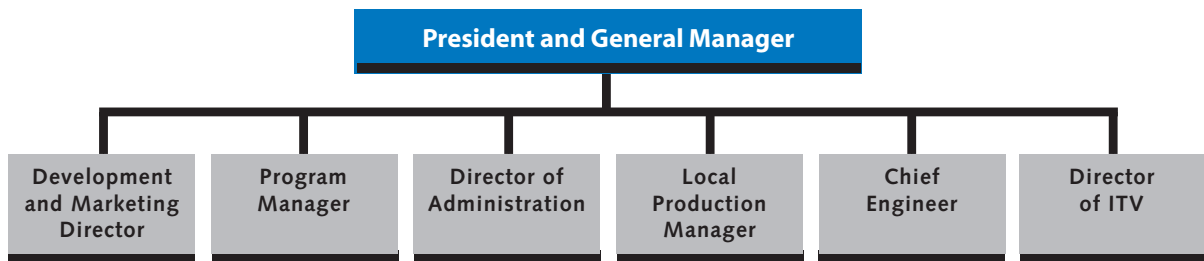 President and General Manager
Development
and Marketing
Director
Program
Manager
Director of
Administration
Local
Production
Manager
Chief
Engineer
Director
of ITV